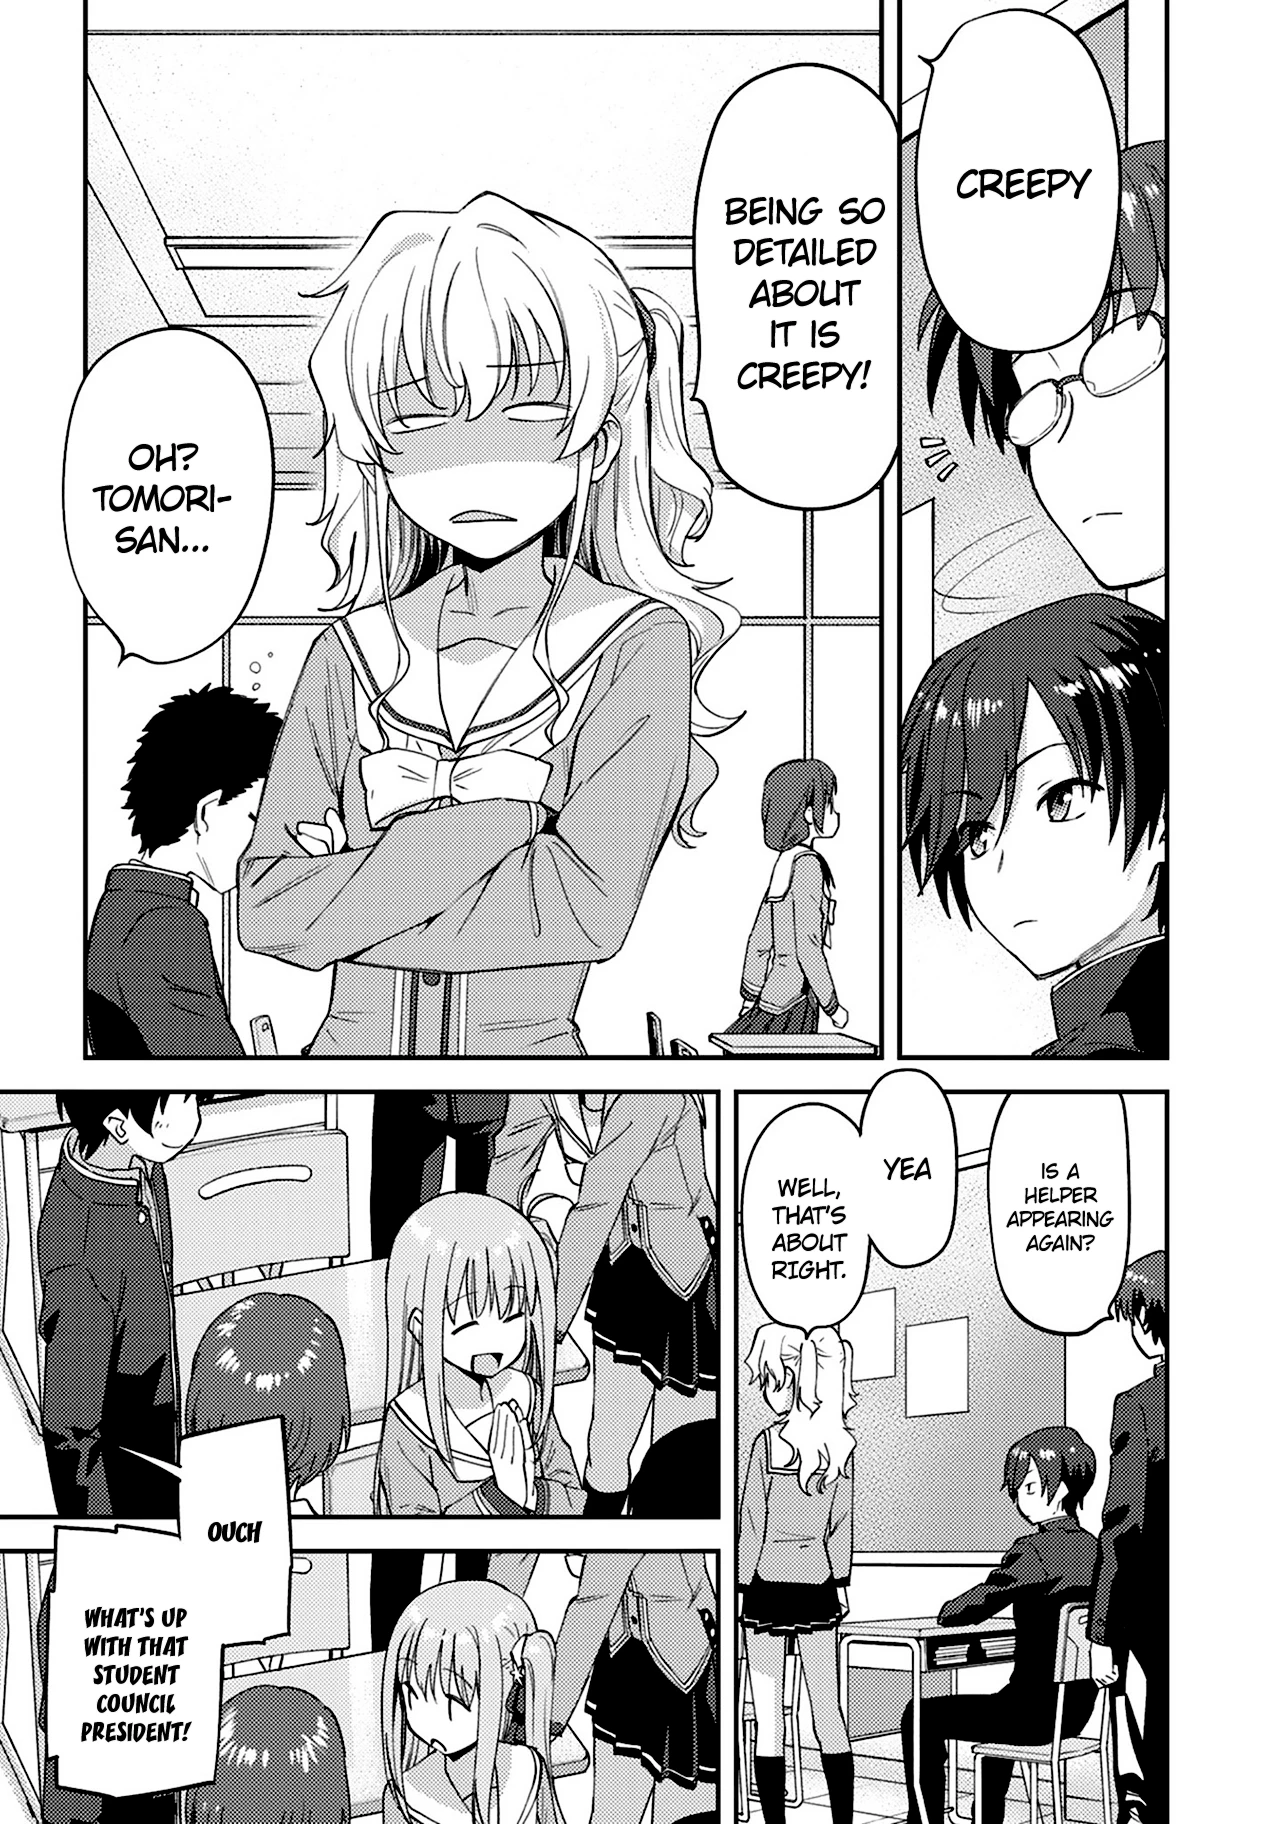 CREEPY
BEING SO
DETAILED
ABOUT
IT IS
CREEPY!
OH?
TOMORI-
SAN...
IS A
HELPER
APPEARING
AGAIN?
YEA
WELL,
THAT'S
ABOUT
RIGHT.
OUCH
WHAT'S UP
WITH THAT
STUDENT
COUNCIL
PRESIDENT!